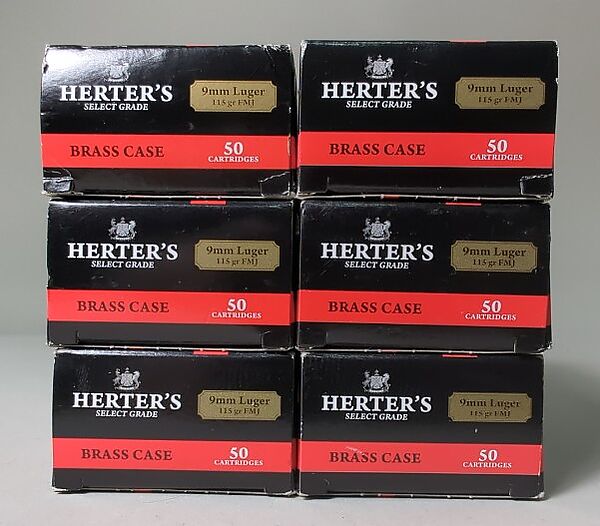 HERTER'S
SELECT GRADE
9mm Luger
115 gr FMJ
BRASS CASE
50
CARTRIDGES
HERTER'S
SELECT GRADE
9mm Luger
115 gr FMJ
BRASS CASE
50
CARTRIDGES
HERTER'S
SELECT GRADE
9mm Luger
115 gr FMJ
BRASS CASE
50
CARTRIDGES
HERTER'S
SELECT GRADE
9mm Luger
115 gr FMJ
BRASS CASE
50
CARTRIDGES
HERTER'S
SELECT GRADE
9mm Luger
115 gr FMJ
BRASS CASE
50
CARTRIDGES
HERTER'S
SELECT GRADE
9mm Luger
115 gr FMJ
BRASS CASE
50
CARTRIDGES